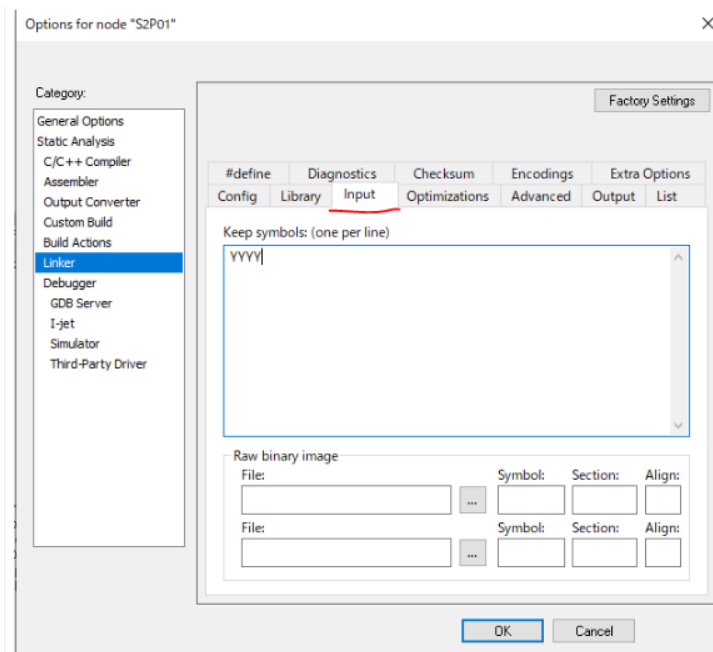 Options for node "S2P01"
Category:
General Options
Static Analysis
C/C++ Compiler
Assembler
Output Converter
Custom Build
Build Actions
Linker
Debugger
GDB Server
I-jet
Simulator
Third-Party Driver
Factory Settings
#define Diagnostics Checksum Encodings Extra Options
Config Library Input Optimizations Advanced Output List
Keep symbols: (one per line)
YYYY
Raw binary image
File: Symbol: Section: Align:
...
File: Symbol: Section: Align:
...
OK Cancel